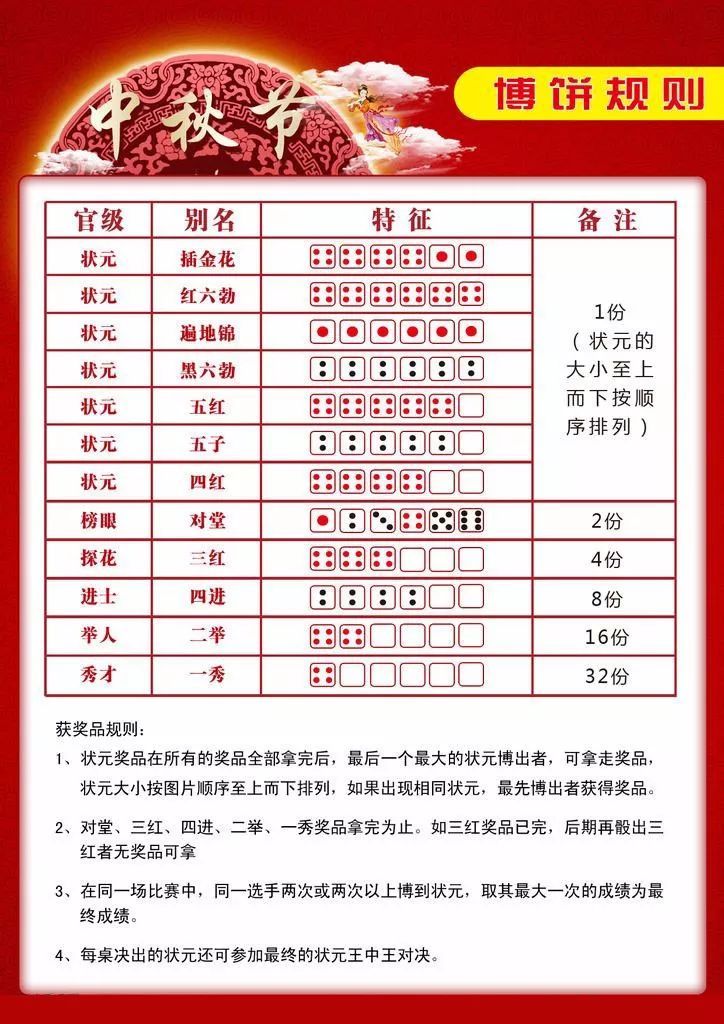 中秋节
博饼规则
官级 别名 特征 备注
状元 插金花
状元 红六勃
状元 遍地锦
状元 黑六勃
状元 五红
状元 五子
状元 四红
1份
（状元的
大小至上
而下按顺
序排列）
榜眼 对堂 2份
探花 三红 4份
进士 四进 8份
举人 二举 16份
秀才 一秀 32份
获奖品规则：
1、状元奖品在所有的奖品全部拿完后，最后一个最大的状元博出者，可拿走奖品，
状元大小按图片顺序至上而下排列，如果出现相同状元，最先博出者获得奖品。
2、对堂、三红、四进、二举、一秀奖品拿完为止。如三红奖品已完，后期再骰出三
红者无奖品可拿
3、在同一场比赛中，同一选手两次或两次以上博到状元，取其最大一次的成绩为最
终成绩。
4、每桌决出的状元还可参加最终的状元王中王对决。